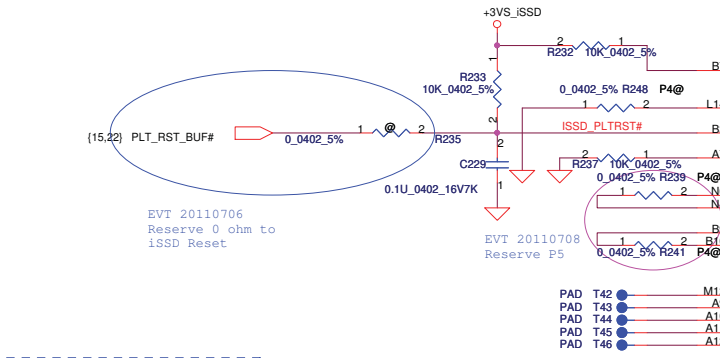 +3VS_iSSD
2 1 B
R232 10K_0402_5%
1
R233
10K_0402_5%
2
0_0402_5% R248 P4@
1 2 L1
ISSD_PLTRST#
{15,22} PLT_RST_BUF# 1 @ 2 B
0_0402_5% R235
2 2 1 A
C229 R237 10K_0402_5%
0.1U_0402_16V7K
1
0_0402_5% R239 P4@
1 2 N
N
B
1 2 B1
0_0402_5% R241 P4@
EVT 20110706
Reserve 0 ohm to
iSSD Reset
EVT 20110708
Reserve P5
PAD T42 M1
PAD T43 A
PAD T44 A1
PAD T45 A1
PAD T46 A1